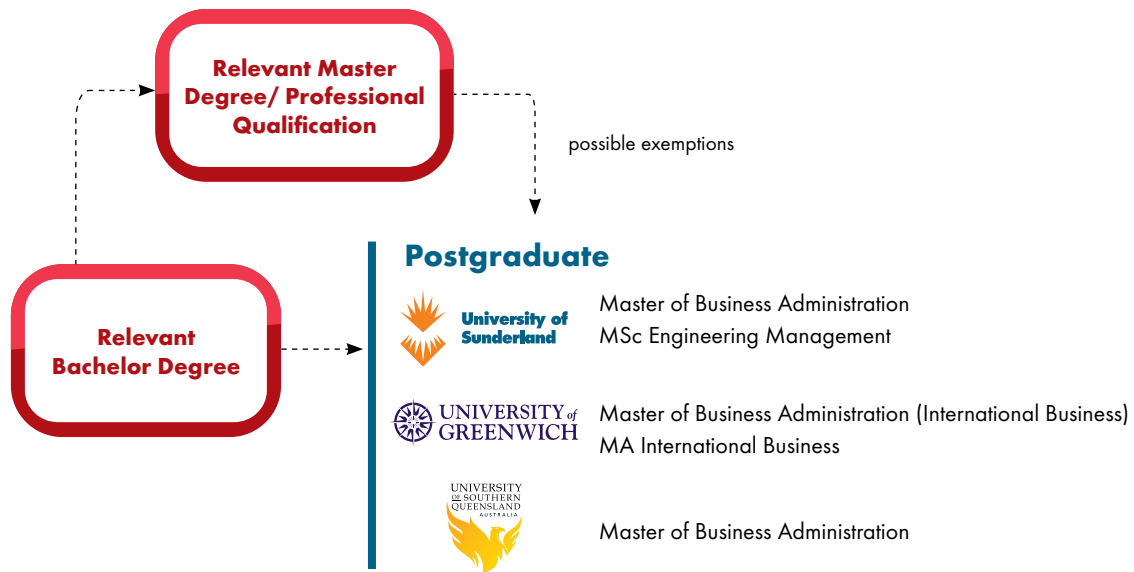 Relevant Master
Degree/ Professional
Qualification
possible exemptions
Relevant
Bachelor Degree
Postgraduate
University of
Sunderland
Master of Business Administration
MSc Engineering Management
UNIVERSITY of
GREENWICH
Master of Business Administration (International Business)
MA International Business
UNIVERSITY
OF SOUTHERN
QUEENSLAND
AUSTRALIA
Master of Business Administration